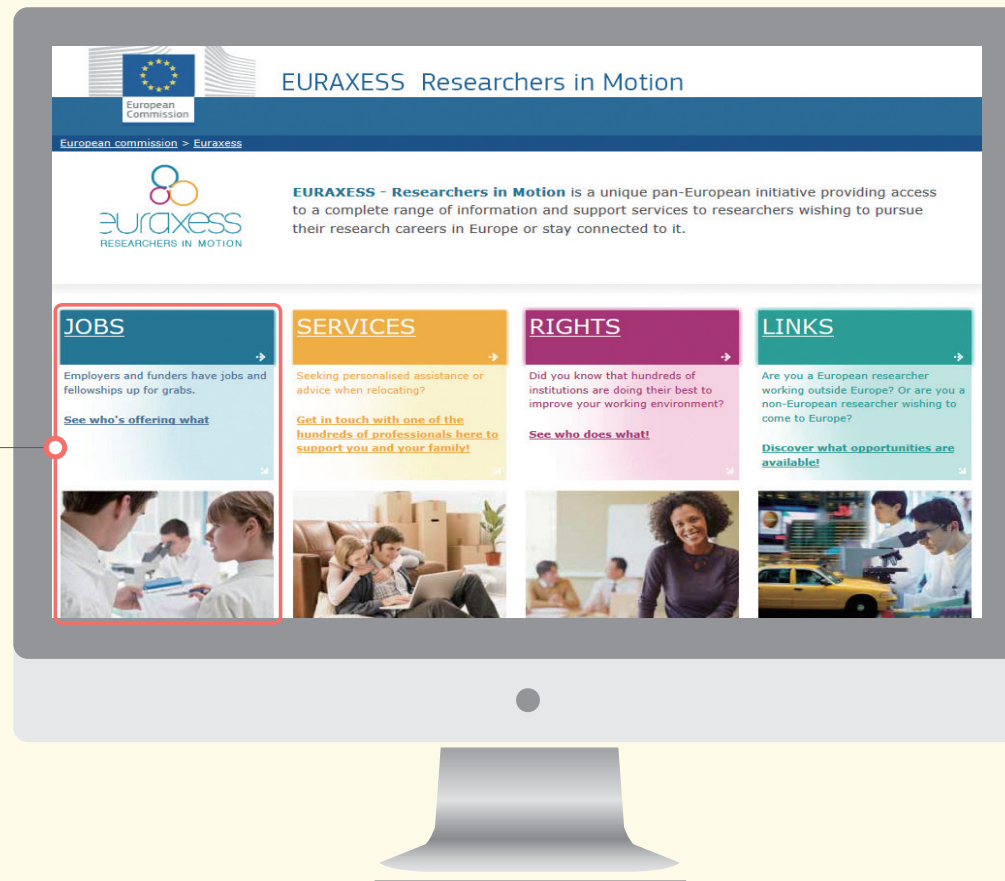 European
Commission
EURAXESS Researchers in Motion
European commission > Euraxess
euraxess
RESEARCHERS IN MOTION
EURAXESS - Researchers in Motion is a unique pan-European initiative providing access
to a complete range of information and support services to researchers wishing to pursue
their research careers in Europe or stay connected to it.
JOBS
Employers and funders have jobs and
fellowships up for grabs.
See who's offering what
SERVICES
Seeking personalised assistance or
advice when relocating?
Get in touch with one of the
hundreds of professionals here to
support you and your family!
RIGHTS
Did you know that hundreds of
institutions are doing their best to
improve your working environment?
See who does what!
LINKS
Are you a European researcher
working outside Europe? Or are you a
non-European researcher wishing to
come to Europe?
Discover what opportunities are
available!